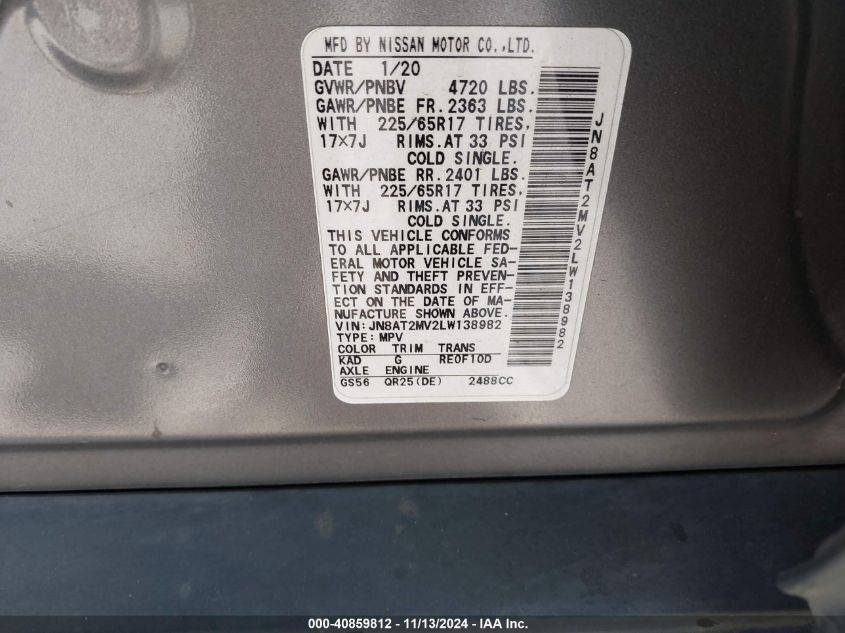 MFD BY NISSAN MOTOR CO.,LTD.
DATE 1/20
GVWR/PNBV 4720 LBS.
GAWR/PNBE FR. 2363 LBS.
WITH 225/65R17 TIRES,
17×7J RIMS.AT 33 PSI
COLD SINGLE.
GAWR/PNBE RR. 2401 LBS.
WITH 225/65R17 TIRES,
17×7J RIMS.AT 33 PSI
COLD SINGLE.
THIS VEHICLE CONFORMS
TO ALL APPLICABLE FED-
ERAL MOTOR VEHICLE SA-
FETY AND THEFT PREVEN-
TION STANDARDS IN EFF-
ECT ON THE DATE OF MA-
NUFACTURE SHOWN ABOVE.
VIN:JN8AT2MV2LW138982
TYPE:MPV
COLOR TRIM TRANS
KAD G RE0F10D
AXLE ENGINE
GS56 QR25(DE) 2488CC
JN8AT2MV2LW138982
000-40859812 - 11/13/2024 - IAA Inc.